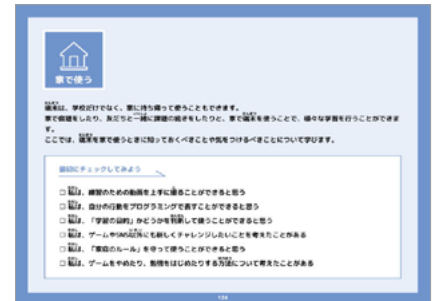 家で使う
端末は、学校だけでなく、家に持ち帰って使うこともできます。
家で宿題をしたり、友だちと一緒に課題の続きをしたりと、家で端末を使うことで、様々な学習を行うことができま
す。
ここでは、端末を家で使うときに知っておくべきことや気をつけるべきことについて学びます。
最初にチェックしてみよう
□ 私は、練習のための動画を上手に撮ることができると思う
□ 私は、自分の行動をプログラミングで表すことができると思う
□ 私は、「学習の目的」かどうかを判断して使うことができると思う
□ 私は、ゲームやSNS以外にも新しくチャレンジしたいことを考えたことがある
□ 私は、「家庭のルール」を守って使うことができると思う
□ 私は、ゲームをやめたり、勉強をはじめたりする方法について考えたことがある